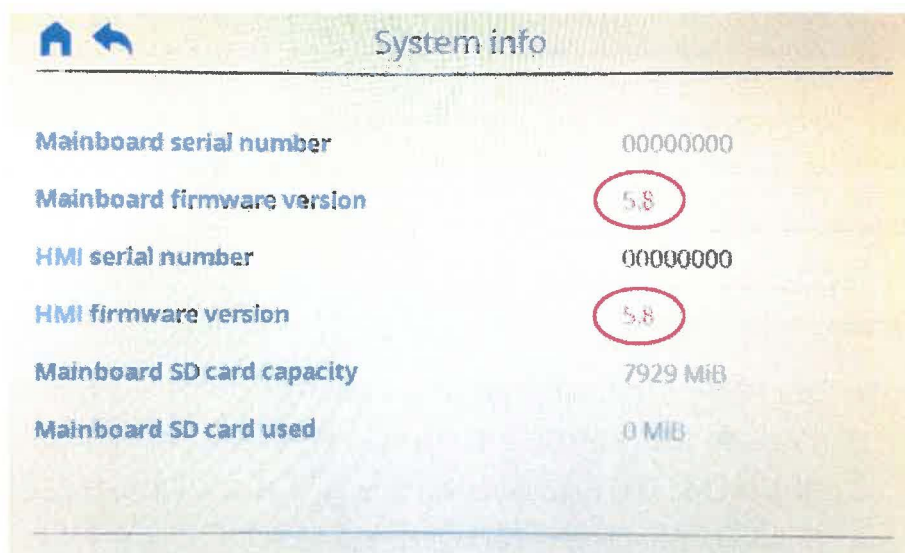 System info
Mainboard serial number 00000000
Mainboard firmware version 5.8
HMI serial number 00000000
HMI firmware version 5.8
Mainboard SD card capacity 7929 MiB
Mainboard SD card used 0 MiB